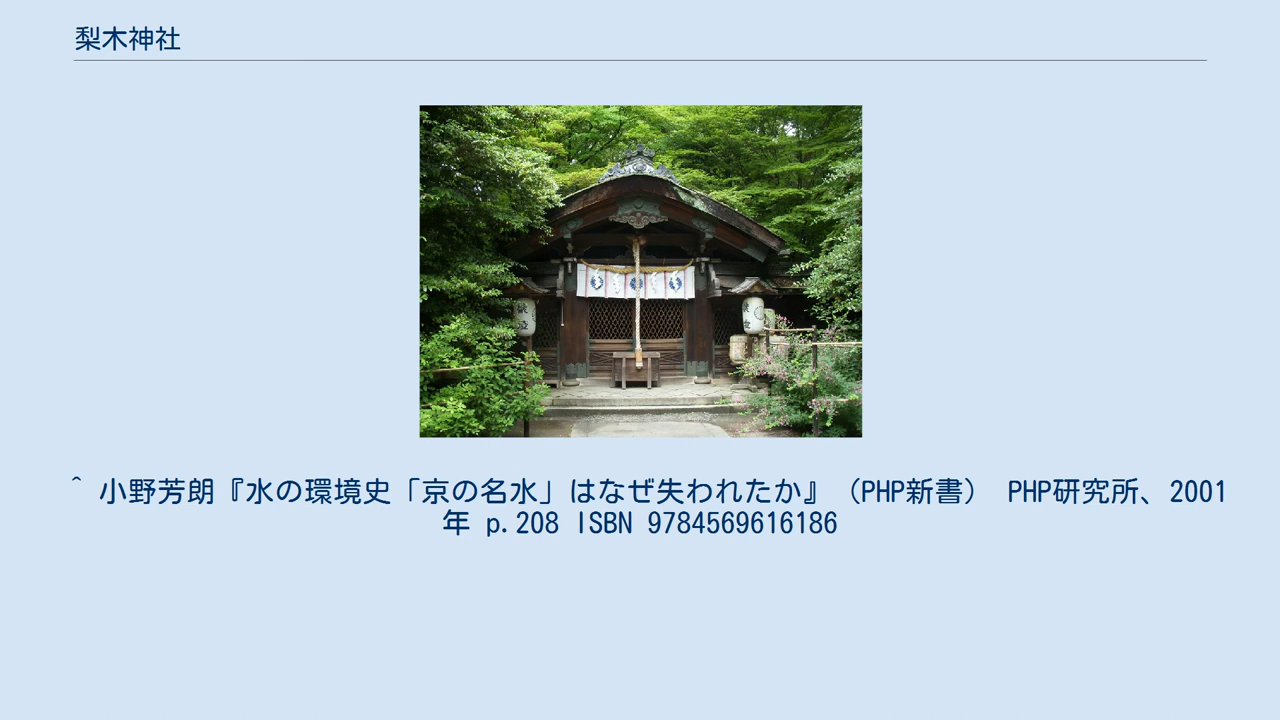 梨木神社
^ 小野芳朗『水の環境史「京の名水」はなぜ失われたか』（PHP新書） PHP研究所、2001
年 p.208 ISBN 9784569616186